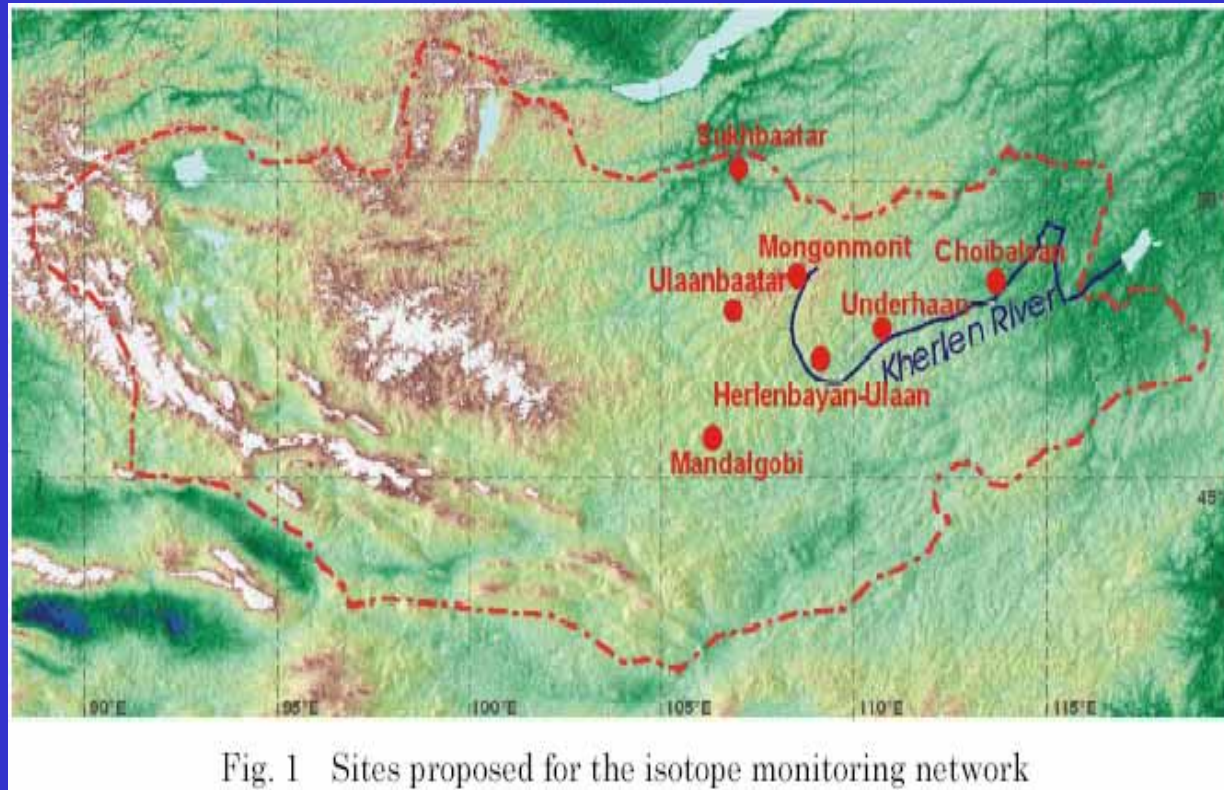 Sukhbaatar
Mongonmont
Choibalsan
Ulaanbaatar
Underhaan
Kherlen River
Herlenbayan-Ulaan
Mandalgobi
45
90°E 95°E 100°E 105°E 110°E 115°E
Fig. 1 Sites proposed for the isotope monitoring network